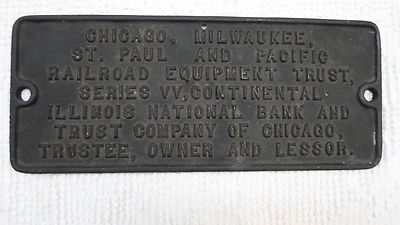 CHICAGO, MILWAUKEE,
ST. PAUL AND PACIFIC
RAILROAD EQUIPMENT TRUST,
SERIES VV, CONTINENTAL
ILLINOIS NATIONAL BANK AND
TRUST COMPANY OF CHICAGO,
TRUSTEE, OWNER AND LESSOR.